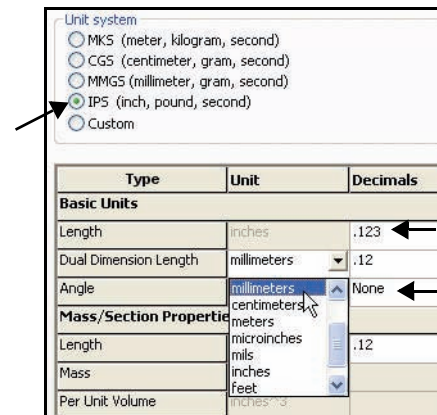 Unit system
MKS (meter, kilogram, second)
CGS (centimeter, gram, second)
MMGS (millimeter, gram, second)
IPS (inch, pound, second)
Custom
Type Unit Decimals
Basic Units
Length inches .123
Dual Dimension Length millimeters .12
Angle millimeters None
centimeters
Mass/Section Propertie
meters
microinches
Length .12
mils
Mass inches
feet
Per Unit Volume inches^3